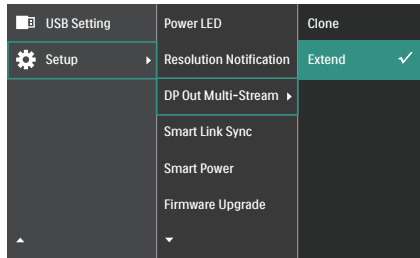 USB Setting
Setup
Power LED
Resolution Notification
DP Out Multi-Stream
Smart Link Sync
Smart Power
Firmware Upgrade
Clone
Extend